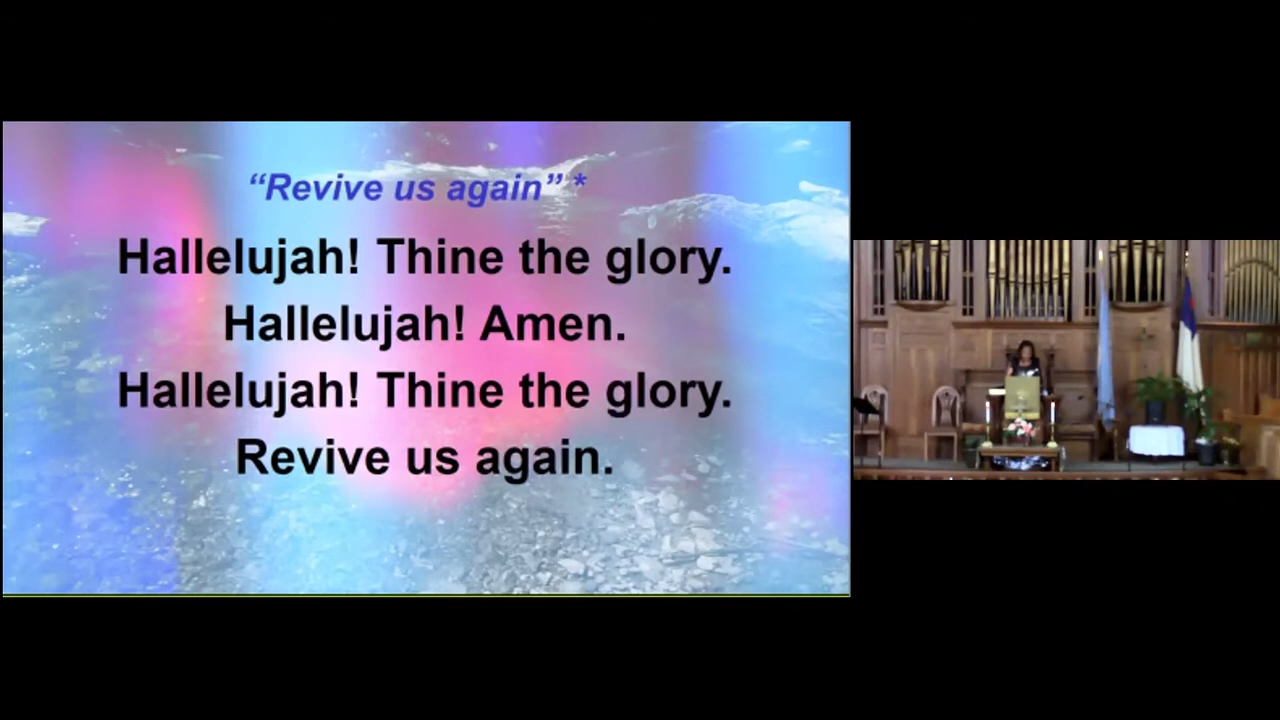 “Revive us again” *
Hallelujah! Thine the glory.
Hallelujah! Amen.
Hallelujah! Thine the glory.
Revive us again.